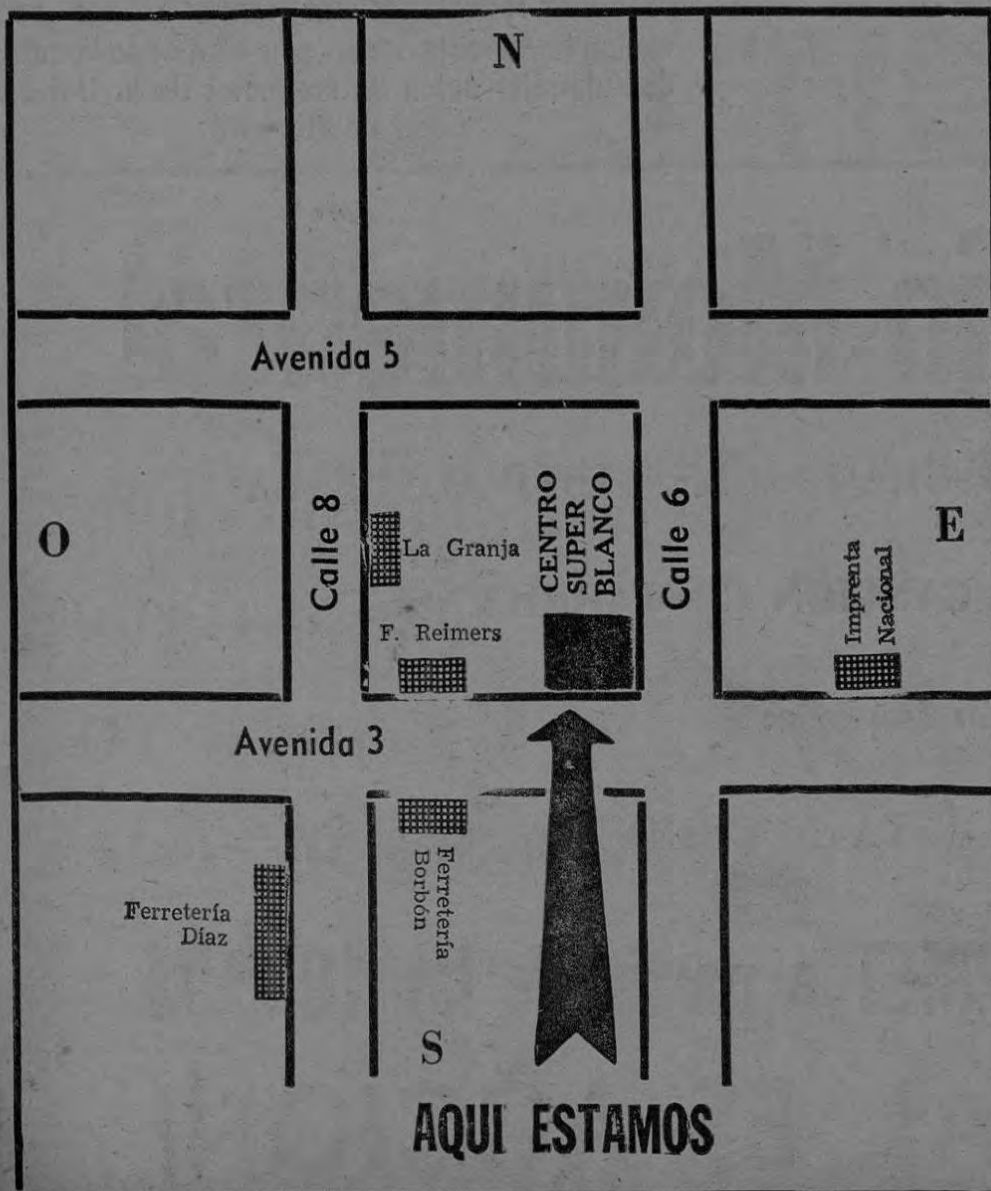 N
Avenida 5
O
Calle 8
La Granja
F. Reimers
CENTRO
SUPER
BLANCO
Calle 6
Imprenta
Nacional
E
Avenida 3
Ferretería
Díaz
Ferretería
Borbón
S
AQUI ESTAMOS